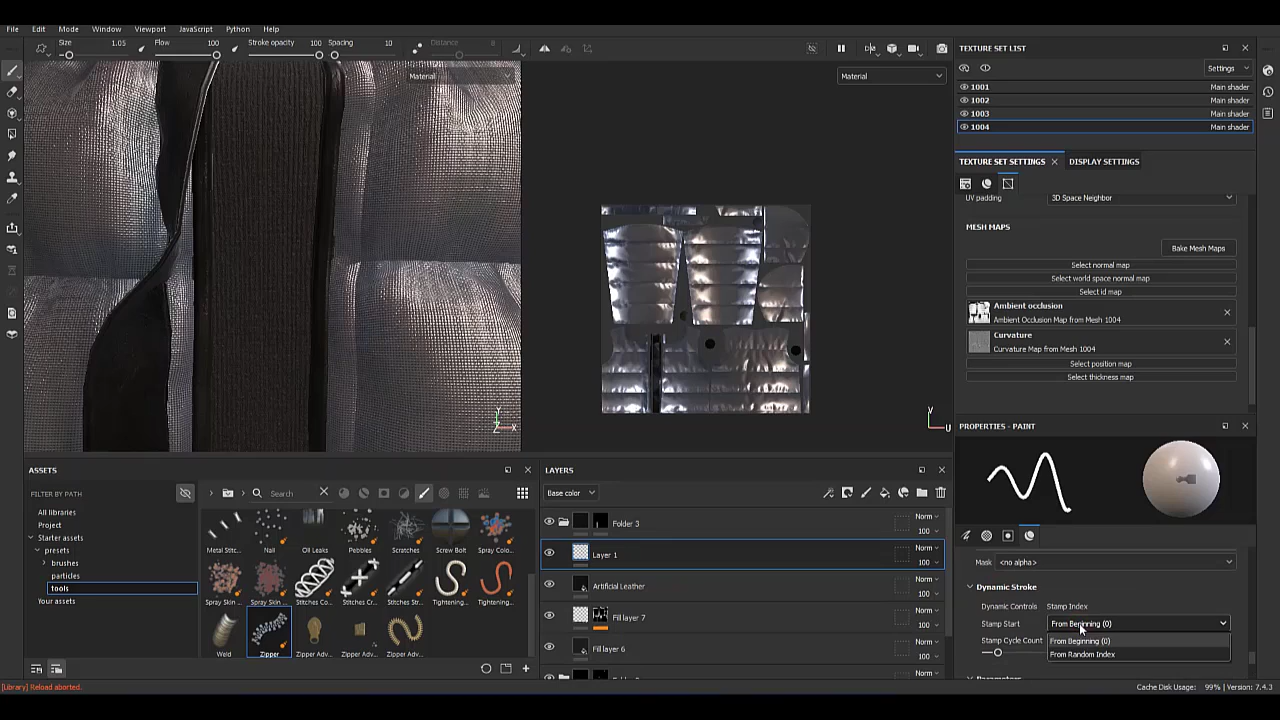 File Edit Mode Window Viewport JavaScript Python Help
Size 1.05 Flow 100 Stroke opacity 100 Spacing 10 Distance 8
Material
Material
TEXTURE SET LIST
Settings
1001 Main shader
1002 Main shader
1003 Main shader
1004 Main shader
TEXTURE SET SETTINGS DISPLAY SETTINGS
UV padding 3D Space Neighbor
MESH MAPS
Bake Mesh Maps
Select normal map
Select world space normal map
Select id map
Ambient occlusion
Ambient Occlusion Map from Mesh 1004
Curvature
Curvature Map from Mesh 1004
Select position map
Select thickness map
Y
Z X
V
U
PROPERTIES - PAINT
Mask <no alpha>
Dynamic Stroke
Dynamic Controls Stamp Index
Stamp Start From Beginning (0)
From Beginning (0)
Stamp Cycle Count
From Random Index
ASSETS
FILTER BY PATH
All libraries
Project
Starter assets
presets
brushes
particles
tools
Your assets
Search
Metal Stitc... Nail Oil Leaks Pebbles Scratches Screw Bolt Spray Colo...
Spray Skin ... Spray Skin ... Stitches Co... Stitches Cr... Stitches Str... Tightening... Tightening...
Weld Zipper Zipper Adv... Zipper Adv... Zipper Adv...
LAYERS
Base color
Folder 3 Norm 100
Layer 1 Norm 100
Artificial Leather Norm 100
Fill layer 7 Norm 100
Fill layer 6 Norm 100
Norm 100
[Library] Reload aborted.
Cache Disk Usage: 99% | Version: 7.4.3